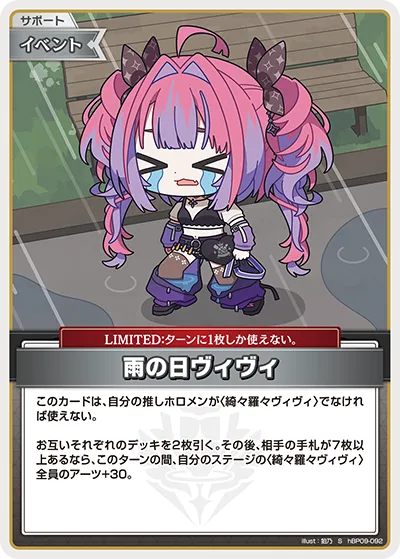 サポート
イベント
LIMITED:ターンに1枚しか使えない。
雨の日ヴィヴィ
このカードは、自分の推しホロメンが〈綺々羅々ヴィヴィ〉でなけれ
ば使えない。
お互いそれぞれのデッキを2枚引く。その後、相手の手札が7枚以
上あるなら、このターンの間、自分のステージの〈綺々羅々ヴィヴィ〉
全員のアーツ+30。
illust:
S hBP09-092